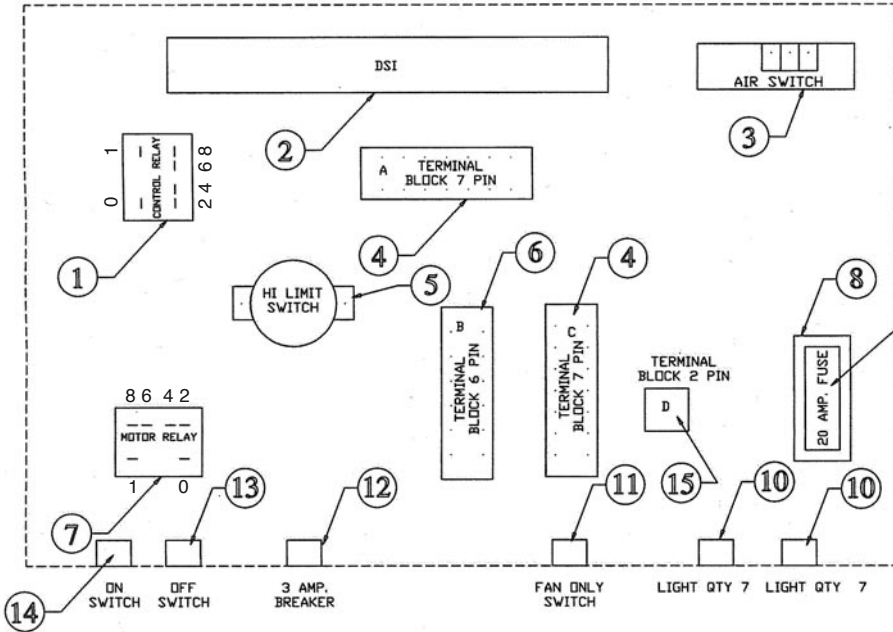 DSI
AIR SWITCH
3
2
1 8
6
4
0 2
CONTROL RELAY
1
A TERMINAL
BLOCK 7 PIN
4
6
4
HI LIMIT
SWITCH
5
8
B
TERMINAL
BLOCK 6 PIN
C
TERMINAL
BLOCK 7 PIN
TERMINAL
BLOCK 2 PIN
D
15
20 AMP. FUSE
8 6 4 2
MOTOR RELAY
1 0
7
13
12
11
10
10
14
ON
SWITCH
OFF
SWITCH
3 AMP.
BREAKER
FAN ONLY
SWITCH
LIGHT QTY 7
LIGHT QTY 7